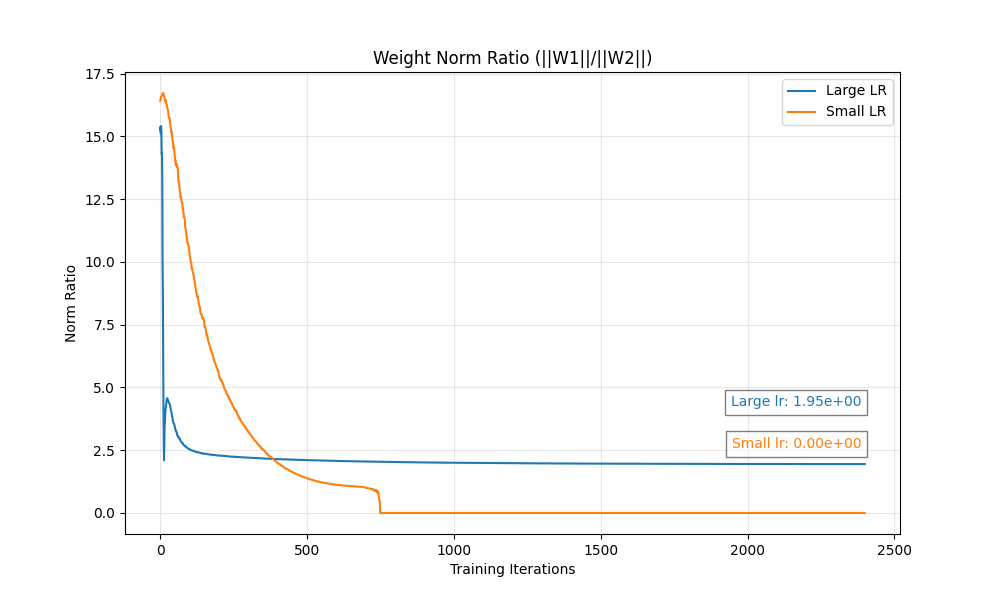 Weight Norm Ratio (||W1||/||W2||)
17.5
15.0
12.5
10.0
7.5
5.0
2.5
0.0
Norm Ratio
Large LR
Small LR
Large lr: 1.95e+00
Small lr: 0.00e+00
0
500
1000
1500
2000
2500
Training Iterations